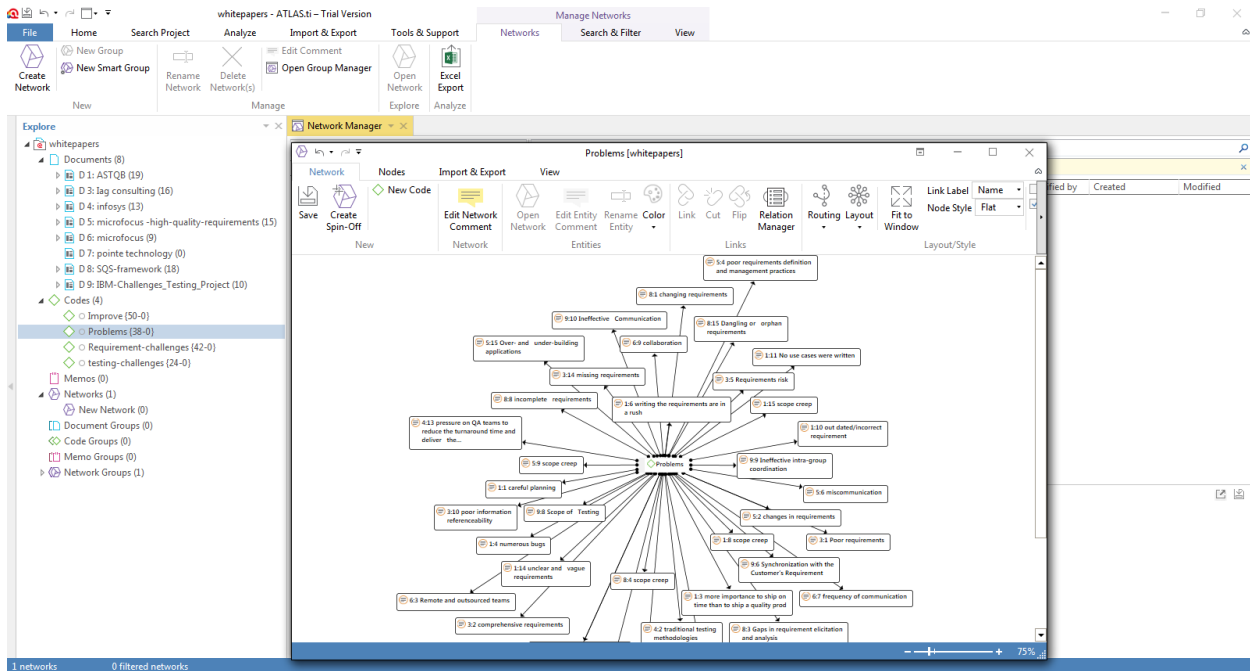 whitepapers - ATLAS.ti – Trial Version
Manage Networks
File Home Search Project Analyze Import & Export Tools & Support Networks Search & Filter View
Create Network
New Group
New Smart Group
New
Rename Network
Delete Network(s)
Edit Comment
Open Group Manager
Manage
Open Network
Explore
Excel Export
Analyze
Explore
whitepapers
Documents (8)
D 1: ASTQB (19)
D 3: lag consulting (16)
D 4: infosys (13)
D 5: microfocus -high-quality-requirements (15)
D 6: microfocus (9)
D 7: pointe technology (0)
D 8: SQS-framework (18)
D 9: IBM-Challenges_Testing_Project (10)
Codes (4)
Improve {50-0}
Problems {38-0}
Requirement-challenges {42-0}
testing-challenges {24-0}
Memos (0)
Networks (1)
New Network (0)
Document Groups (0)
Code Groups (0)
Memo Groups (0)
Network Groups (1)
Network Manager
Created
Modified
Problems [whitepapers]
Network Nodes Import & Export View
Save
Create Spin-Off
New Code
New
Edit Network Comment
Network
Open Network
Edit Entity Comment
Rename Entity
Color
Entities
Link
Cut
Flip
Relation Manager
Links
Routing
Layout
Fit to Window
Link Label Name
Node Style Flat
Layout/Style
5:4 poor requirements definition
and management practices
8:1 changing requirements
9:10 Ineffective Communication
8:15 Dangling or orphan
requirements
5:15 Over- and under-building
applications
6:9 collaboration
1:11 No use cases were written
3:14 missing requirements
3:5 Requirements risk
8:8 incomplete requirements
1:6 writing the requirements are in
a rush
1:15 scope creep
4:13 pressure on QA teams to
reduce the turnaround time and
deliver the...
1:10 out dated/incorrect
requirement
5:9 scope creep
Problems
9:9 Ineffective intra-group
coordination
1:1 careful planning
5:6 miscommunication
3:10 poor information
referenceability
9:8 Scope of Testing
5:2 changes in requirements
1:4 numerous bugs
1:8 scope creep
3:1 Poor requirements
1:14 unclear and vague
requirements
9:6 Synchronization with the
Customer's Requirement
8:4 scope creep
6:3 Remote and outsourced teams
1:3 more importance to ship on
time than to ship a quality prod
6:7 frequency of communication
3:2 comprehensive requirements
4:2 traditional testing
methodologies
8:3 Gaps in requirement elicitation
and analysis
75%
1 networks
0 filtered networks